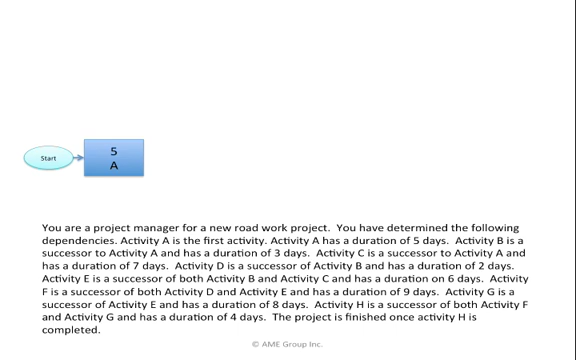 5
Start
A
You are a project manager for a new road work project.  You have determined the following
dependencies. Activity A is the first activity. Activity A has a duration of 5 days.  Activity B is a
successor to Activity A and has a duration of 3 days.  Activity C is a successor to Activity A and
has a duration of 7 days.  Activity D is a successor of Activity B and has a duration of 2 days.
Activity E is a successor of both Activity B and Activity C and has a duration on 6 days.  Activity
F is a successor of both Activity D and Activity E and has a duration of 9 days.  Activity G is a
successor of Activity E and has a duration of 8 days.  Activity H is a successor of both Activity F
and Activity G and has a duration of 4 days.  The project is finished once activity H is
completed.
© AME Group Inc.